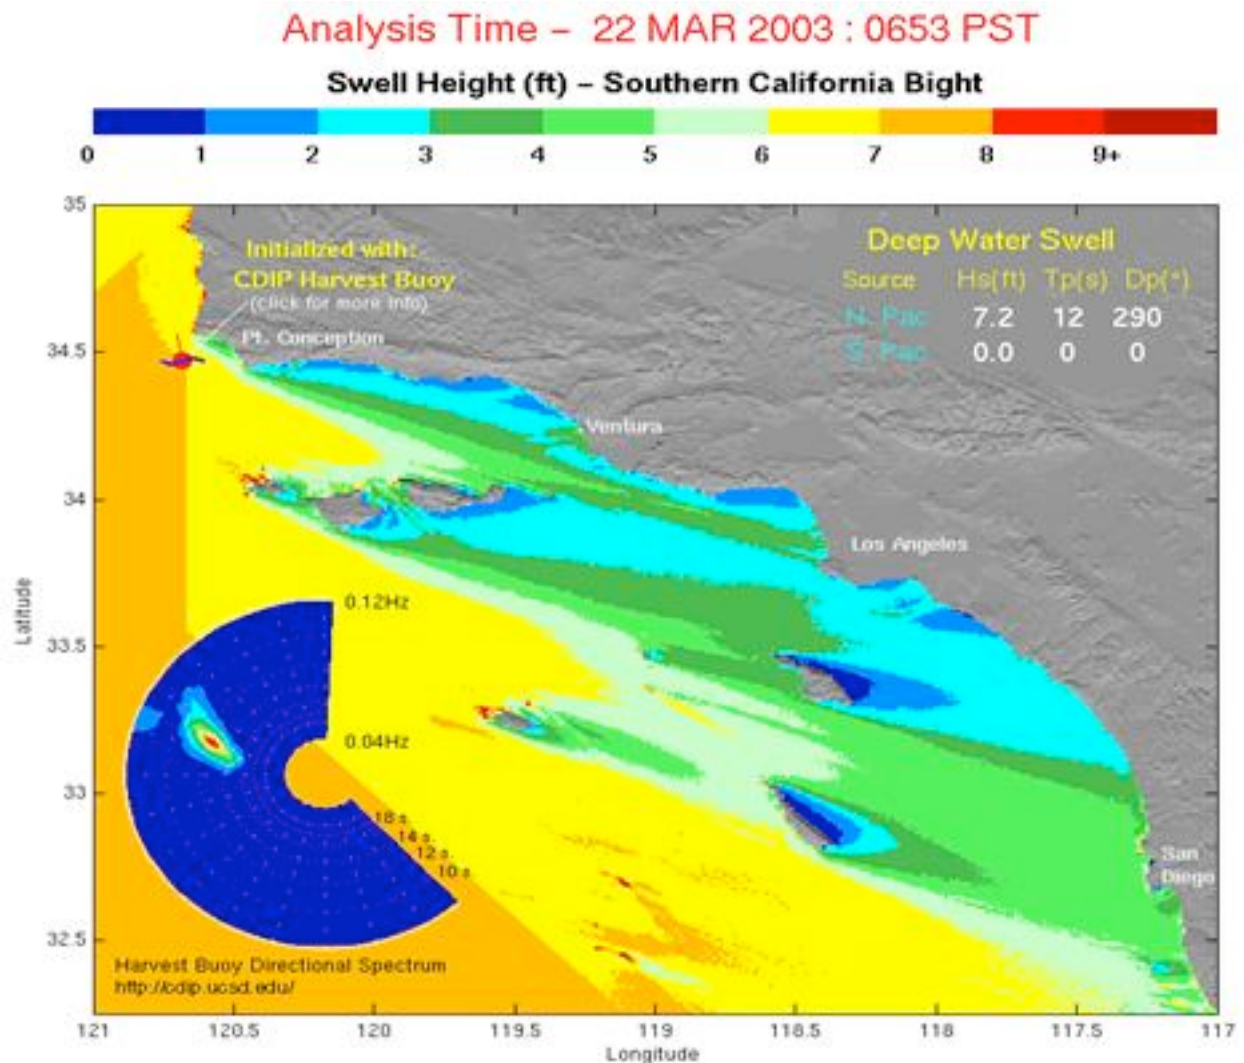 Analysis Time – 22 MAR 2003 : 0653 PST
Swell Height (ft) – Southern California Bight
0 1 2 3 4 5 6 7 8 9+
35
34.5
34
33.5
33
32.5
Latitude
Initialized with:
CDIP Harvest Buoy
(click for more info)
Pt. Conception
Deep Water Swell
Source Hs(ft) Tp(s) Dp(°)
N. Pac 7.2 12 290
S. Pac 0.0 0 0
Ventura
Los Angeles
San
Diego
0.12Hz
0.04Hz
18 s.
14 s.
12 s.
10 s
Harvest Buoy Directional Spectrum
http://cdip.ucsd.edu/
121 120.5 120 119.5 119 118.5 118 117.5 117
Longitude